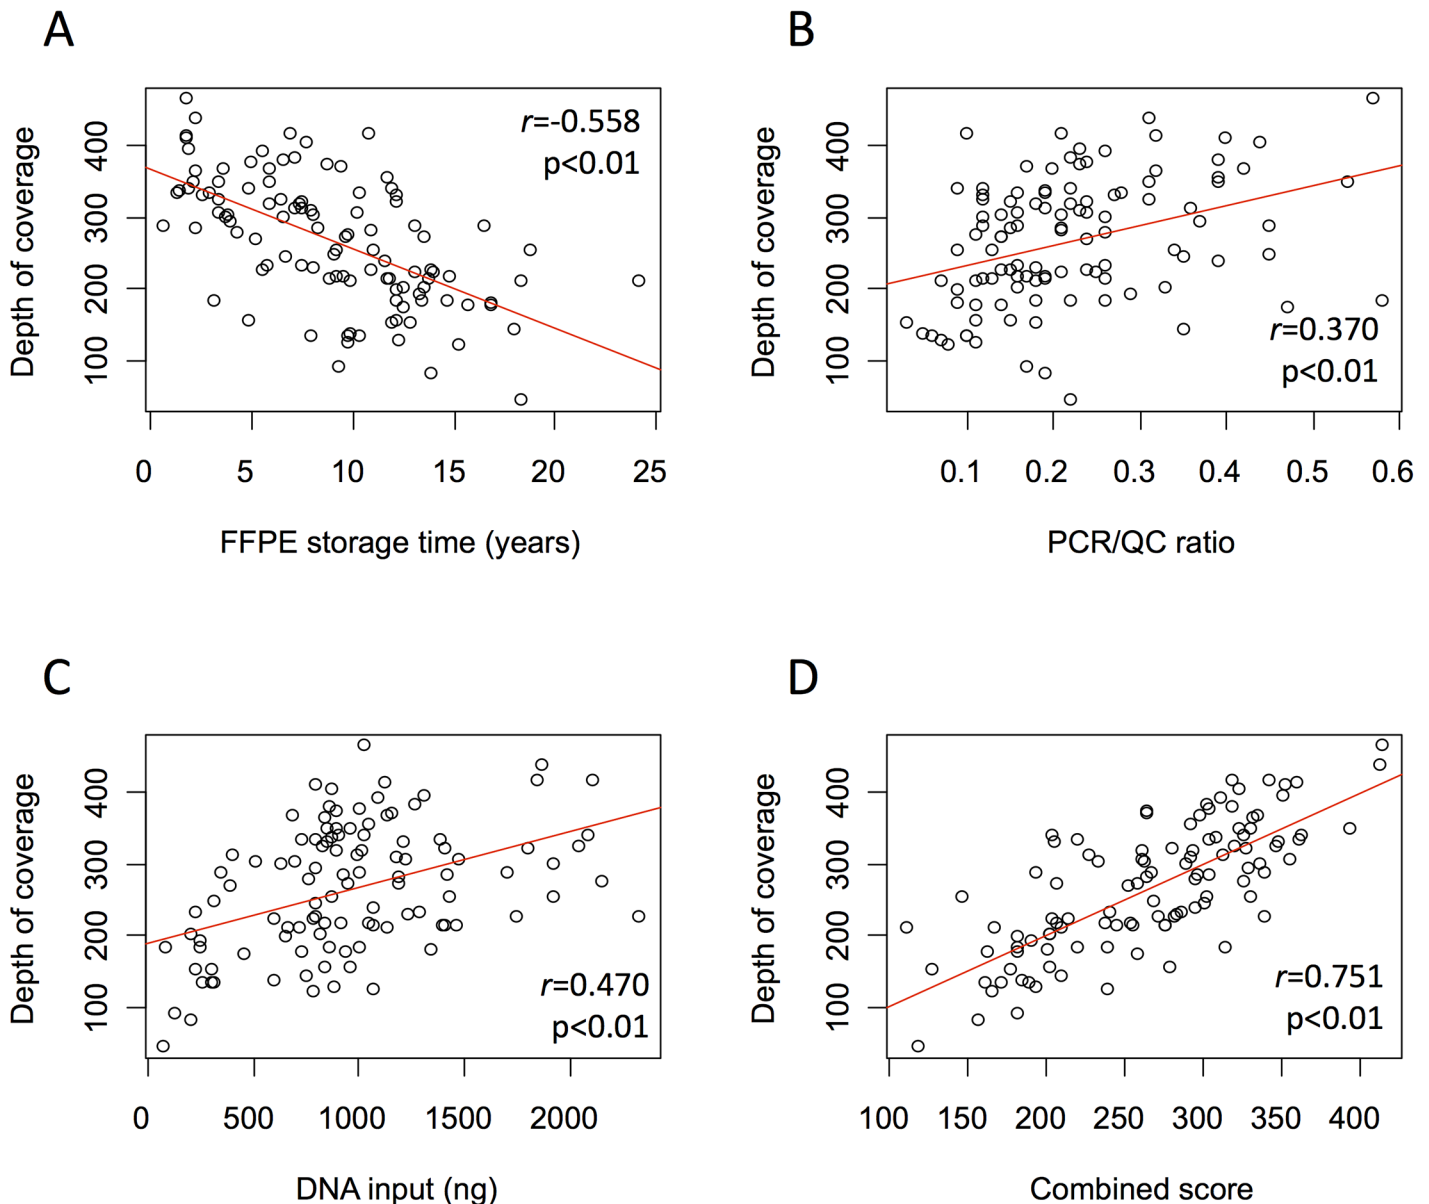 A
Depth of coverage
100 200 300 400
r=-0.558
p<0.01
0 5 10 15 20 25
FFPE storage time (years)
B
Depth of coverage
100 200 300 400
r=0.370
p<0.01
0.1 0.2 0.3 0.4 0.5 0.6
PCR/QC ratio
C
Depth of coverage
100 200 300 400
r=0.470
p<0.01
0 500 1000 1500 2000
DNA input (ng)
D
Depth of coverage
100 200 300 400
r=0.751
p<0.01
100 150 200 250 300 350 400
Combined score